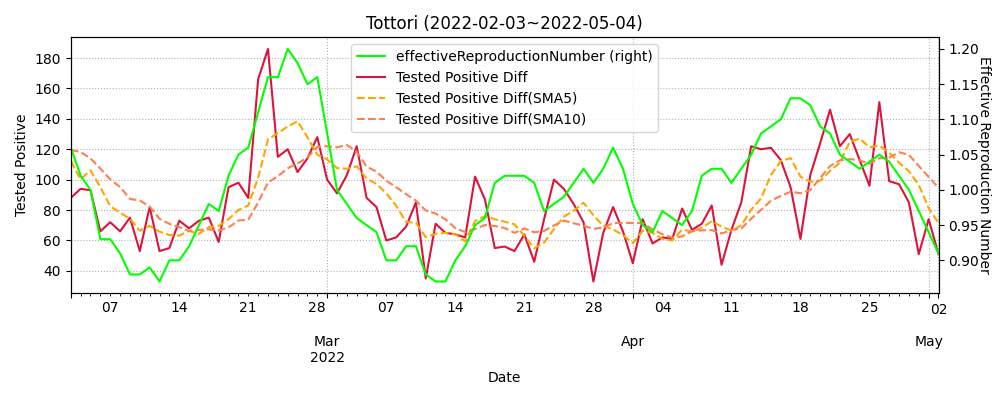 Tottori (2022-02-03~2022-05-04)
effectiveReproductionNumber (right)
Tested Positive Diff
Tested Positive Diff(SMA5)
Tested Positive Diff(SMA10)
Tested Positive
180
160
140
120
100
80
60
40
1.20
1.15
1.10
1.05
1.00
0.95
0.90
Effective Reproduction Number
07 14 21 28 07 14 21 28 04 11 18 25 02
Mar Apr May
2022
Date